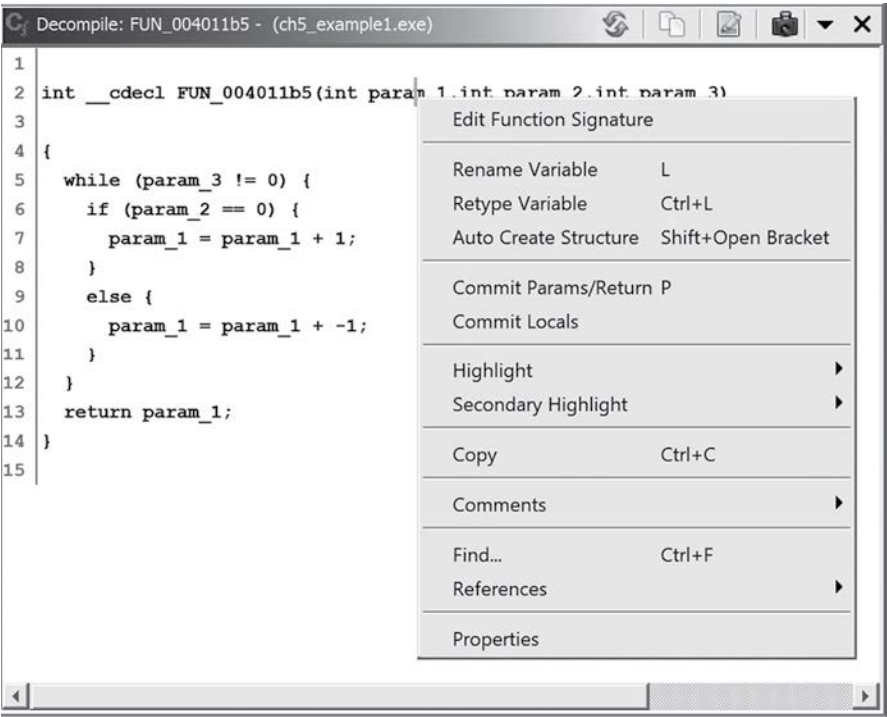 Decompile: FUN_004011b5 - (ch5_example1.exe)
1
2 int __cdecl FUN_004011b5(int param_1,int param_2,int param_3)
3
4 {
5 while (param_3 != 0) {
6 if (param_2 == 0) {
7 param_1 = param_1 + 1;
8 }
9 else {
10 param_1 = param_1 + -1;
11 }
12 }
13 return param_1;
14 }
15
Edit Function Signature
Rename Variable L
Retype Variable Ctrl+L
Auto Create Structure Shift+Open Bracket
Commit Params/Return P
Commit Locals
Highlight
Secondary Highlight
Copy Ctrl+C
Comments
Find... Ctrl+F
References
Properties